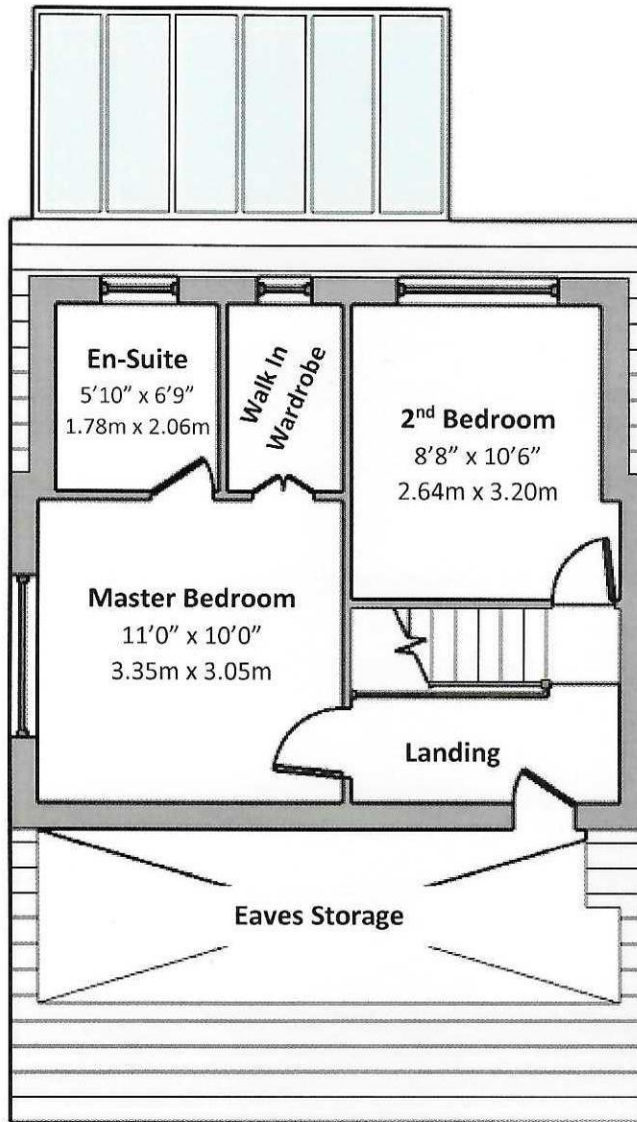 En-Suite
5’10” x 6’9”
1.78m x 2.06m
Walk In
Wardrobe
2nd Bedroom
8’8” x 10’6”
2.64m x 3.20m
Master Bedroom
11’0” x 10’0”
3.35m x 3.05m
Landing
Eaves Storage